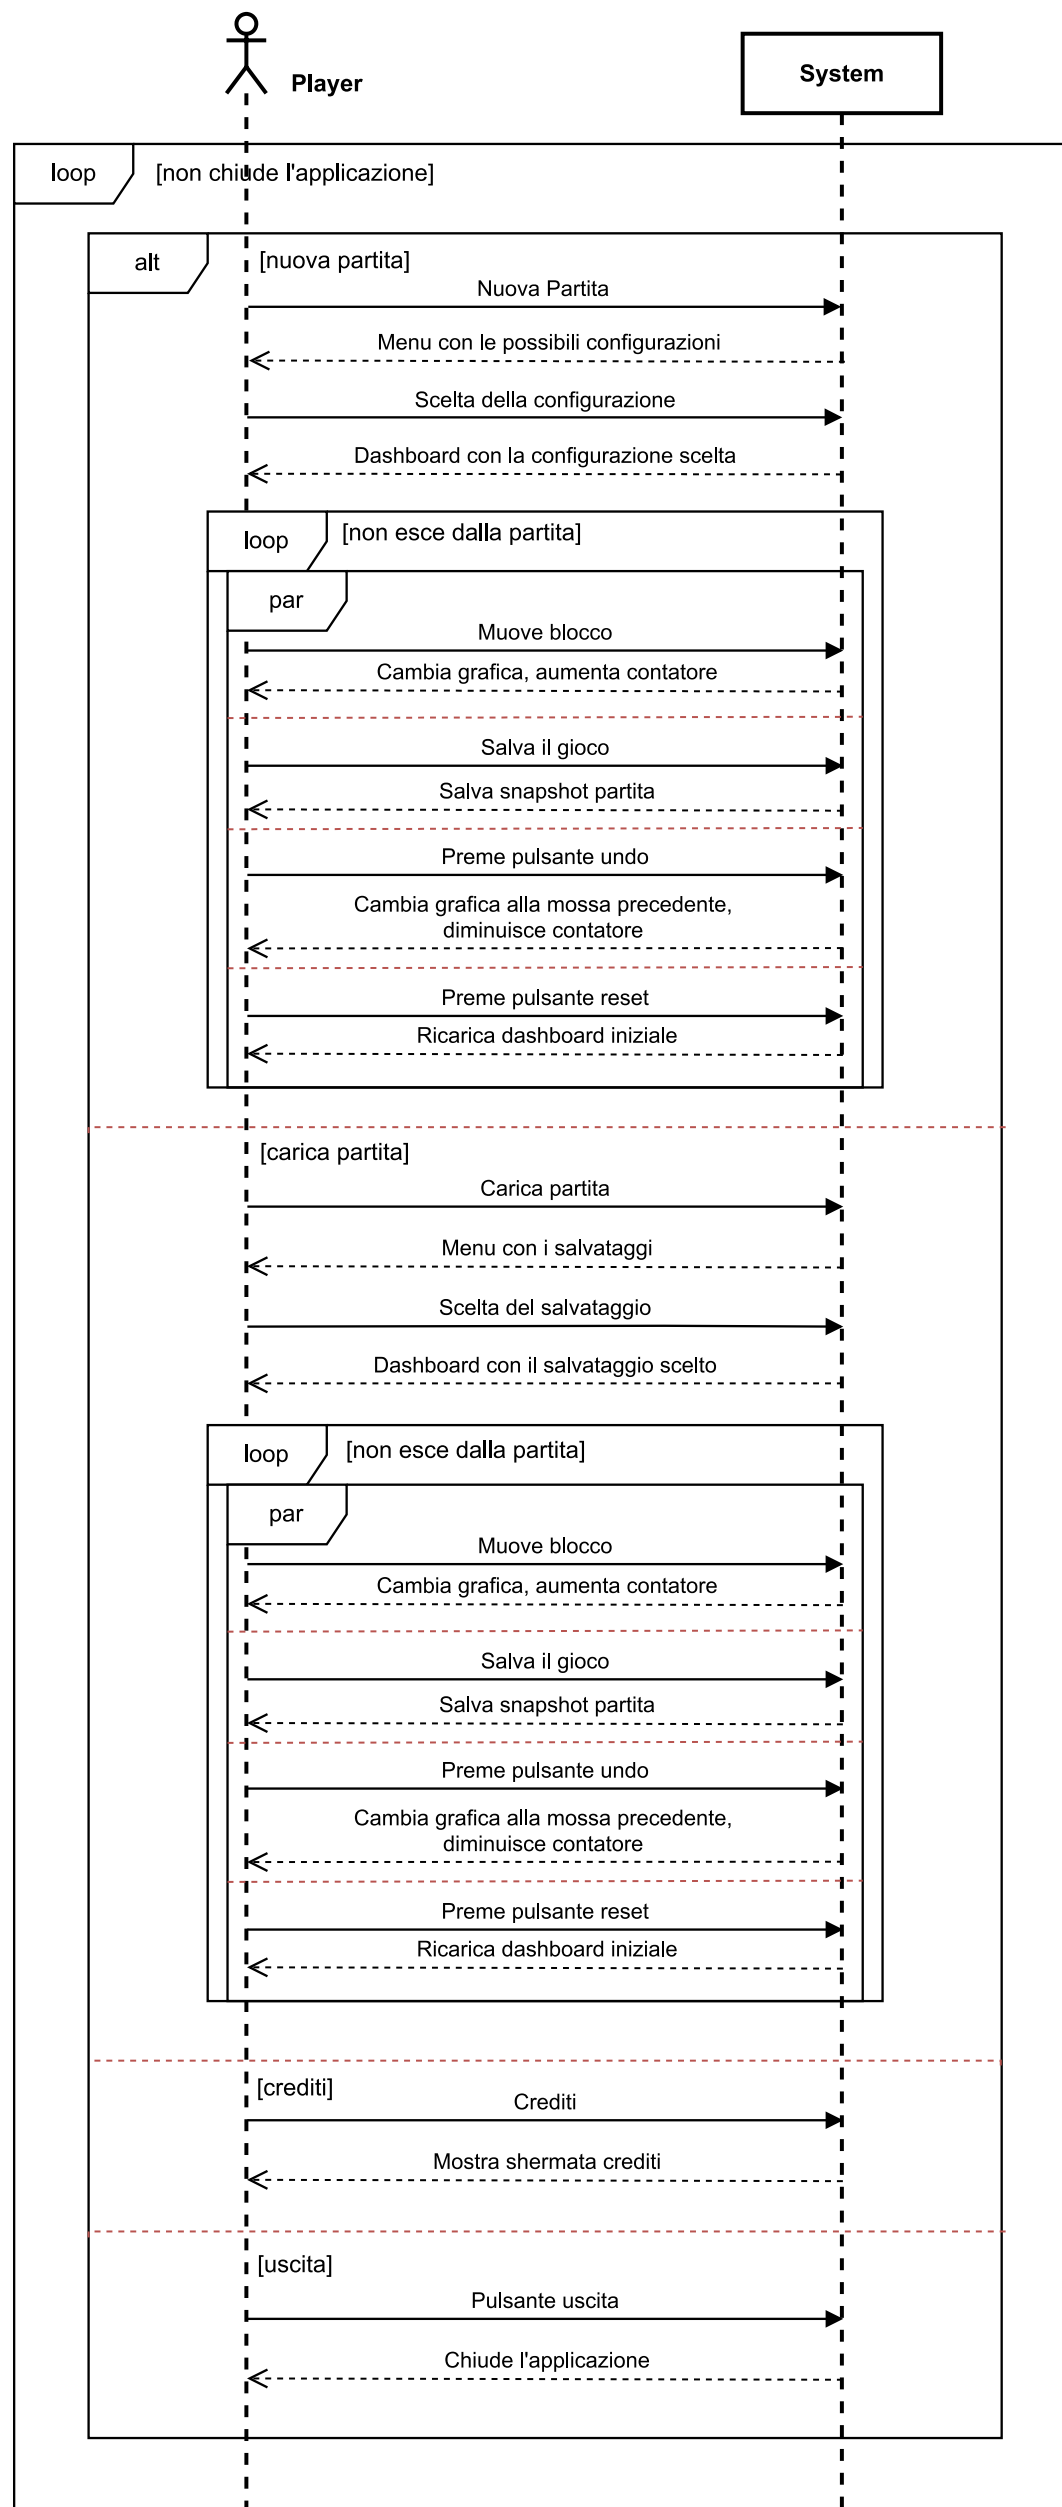 Player
System
loop
[non chiude l'applicazione]
alt
[nuova partita]
Nuova Partita
Menu con le possibili configurazioni
Scelta della configurazione
Dashboard con la configurazione scelta
loop
[non esce dalla partita]
par
Muove blocco
Cambia grafica, aumenta contatore
Salva il gioco
Salva snapshot partita
Preme pulsante undo
Cambia grafica alla mossa precedente,
diminuisce contatore
Preme pulsante reset
Ricarica dashboard iniziale
[carica partita]
Carica partita
Menu con i salvataggi
Scelta del salvataggio
Dashboard con il salvataggio scelto
loop
[non esce dalla partita]
par
Muove blocco
Cambia grafica, aumenta contatore
Salva il gioco
Salva snapshot partita
Preme pulsante undo
Cambia grafica alla mossa precedente,
diminuisce contatore
Preme pulsante reset
Ricarica dashboard iniziale
[crediti]
Crediti
Mostra shermata crediti
[uscita]
Pulsante uscita
Chiude l'applicazione